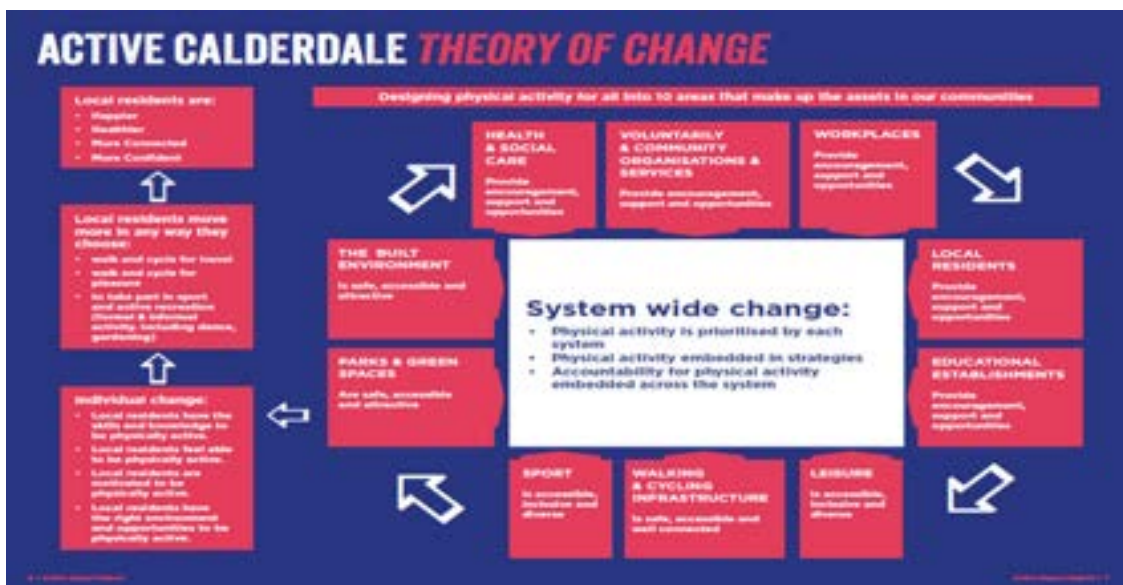 ACTIVE CALDERDALE THEORY OF CHANGE
Designing physical activity for all into 10 areas that make up the assets in our communities
Local residents are:
• Happier
• Healthier
• More Connected
• More Confident
Local residents move
more in any way they
choose:
• walk and cycle for travel
• walk and cycle for
pleasure
• to take part in sport
and active recreation
(formal & informal
activity, including dance,
gardening)
Individual change:
• Local residents have the
skills and knowledge to
be physically active.
• Local residents feel able
to be physically active.
• Local residents are
motivated to be
physically active.
• Local residents have
the right environment
and opportunities to be
physically active.
HEALTH
& SOCIAL
CARE
Provide
encouragement,
support and
opportunities
VOLUNTARILY
& COMMUNITY
ORGANISATIONS &
SERVICES
Provide encouragement,
support and opportunities
WORKPLACES
Provide
encouragement,
support and
opportunities
THE BUILT
ENVIRONMENT
Is safe, accessible and
attractive
LOCAL
RESIDENTS
Provide
encouragement,
support and
opportunities
System wide change:
• Physical activity is prioritised by each
system
• Physical activity embedded in strategies
• Accountability for physical activity
embedded across the system
PARKS & GREEN
SPACES
Are safe, accessible
and attractive
EDUCATIONAL
ESTABLISHMENTS
Provide
encouragement,
support and
opportunities
SPORT
Is accessible,
inclusive and
diverse
WALKING
& CYCLING
INFRASTRUCTURE
Is safe, accessible and
well connected
LEISURE
Is accessible,
inclusive and
diverse